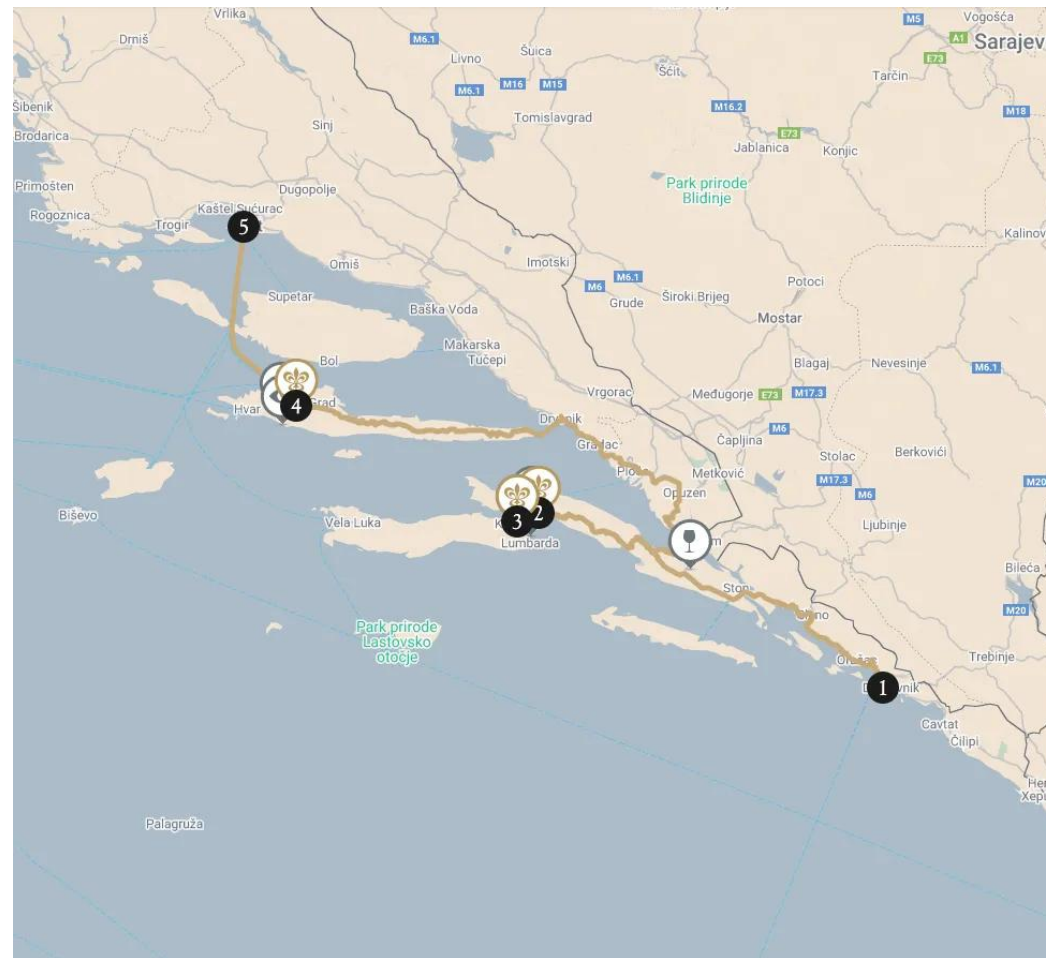 Vrlika
M5
Vogošća
Drniš
M6.1
Livno
Šuica
A1
Sarajev
E73
Šćit
Tarčin
M16
M15
M6.1
Šibenik
M16.2
M18
Tomislavgrad
Sinj
Brodarica
E73
Jablanica
Konjic
Primošten
Dugopolje
Park prirode
Blidinje
Rogoznica
Kaštel Sućurac
Trogir
5
Kalinov
Omiš
Imotski
M6.1
Potoci
M6
Supetar
Grude
Široki Brijeg
Baška Voda
Mostar
Makarska
Tučepi
Bol
Blagaj
Nevesinje
M6.1
Vrgorac
Međugorje
E73
M17.3
Hvar
4
Grad
Gradac
M6
Čapljina
Stolac
Berkovići
Metković
M17.3
M20
Opuzen
M6
Biševo
Vela Luka
3
2
Ljubinje
Lumbarda
Bileća
Ston
M20
Park prirode
Lastovsko
otočje
Trebinje
1
Cavtat
Čilipi
Palagruža